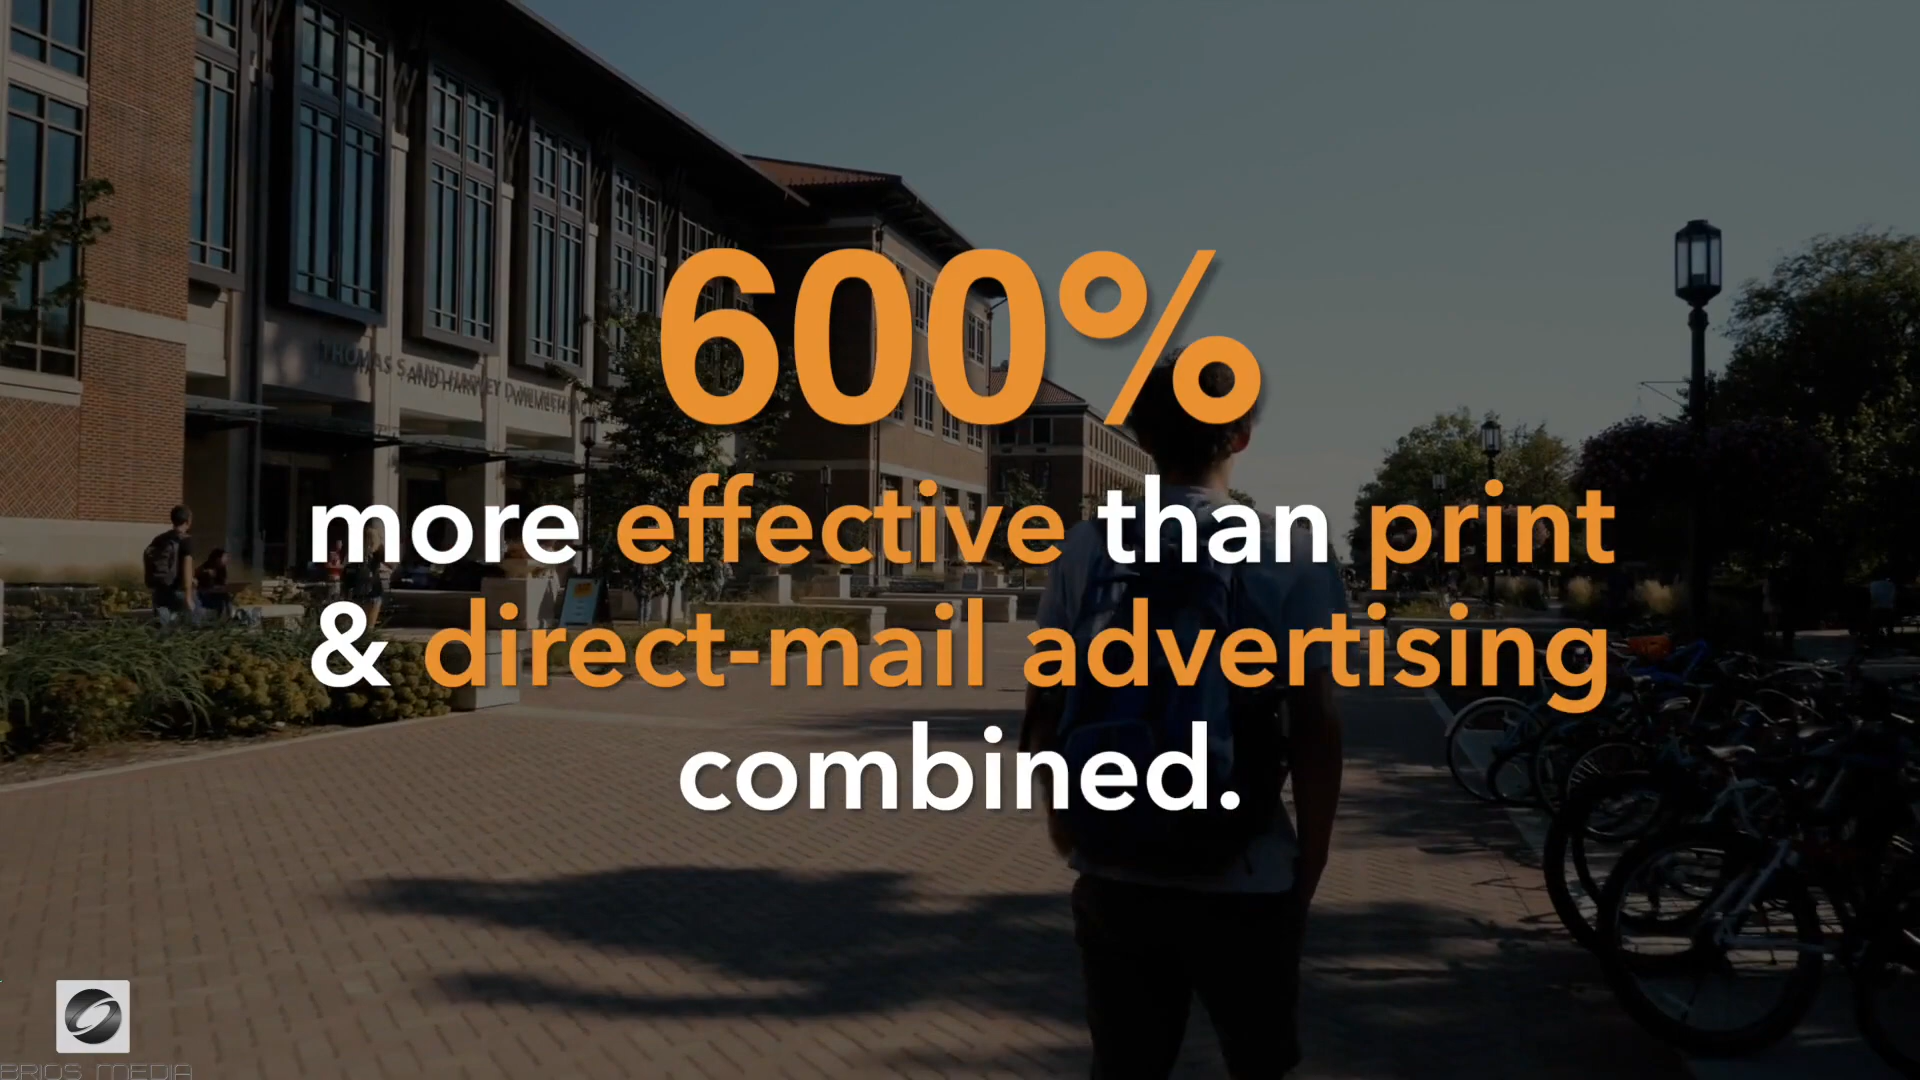 600%
more effective than print
& direct-mail advertising
combined.
BRIOS MEDIA